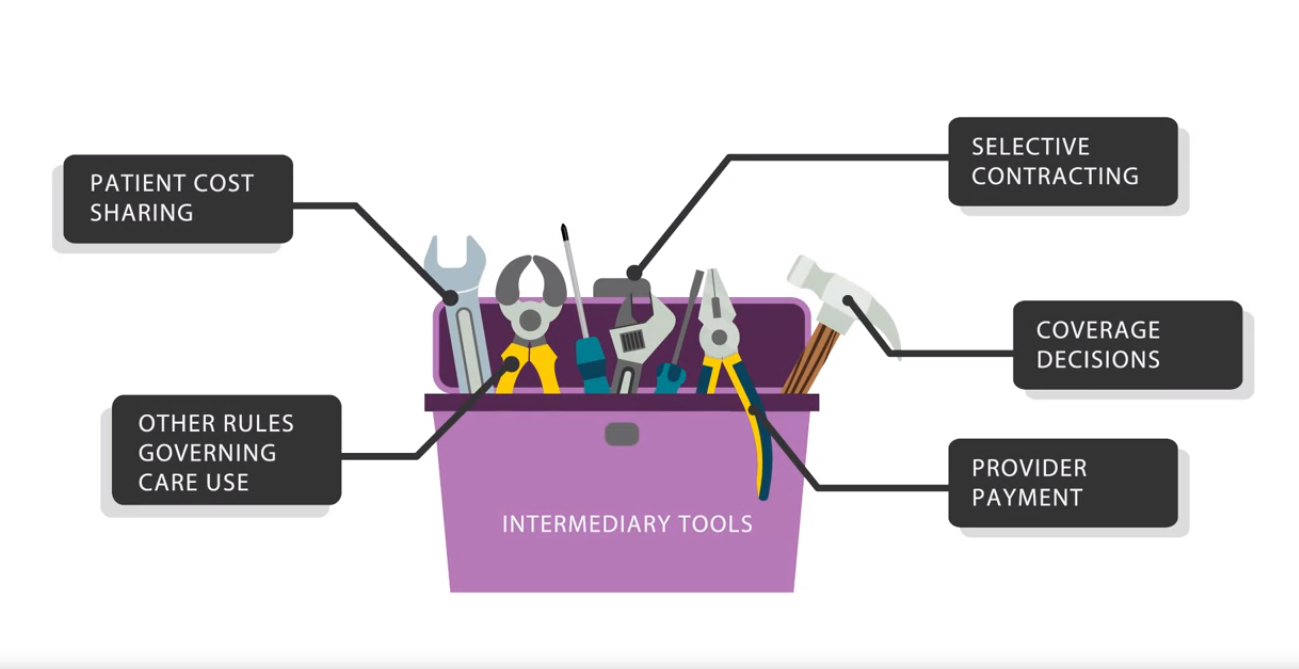 PATIENT COST
SHARING
SELECTIVE
CONTRACTING
COVERAGE
DECISIONS
OTHER RULES
GOVERNING
CARE USE
PROVIDER
PAYMENT
INTERMEDIARY TOOLS